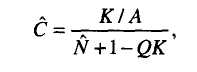 Ĉ = K / A / N̂ + 1 − QK ,